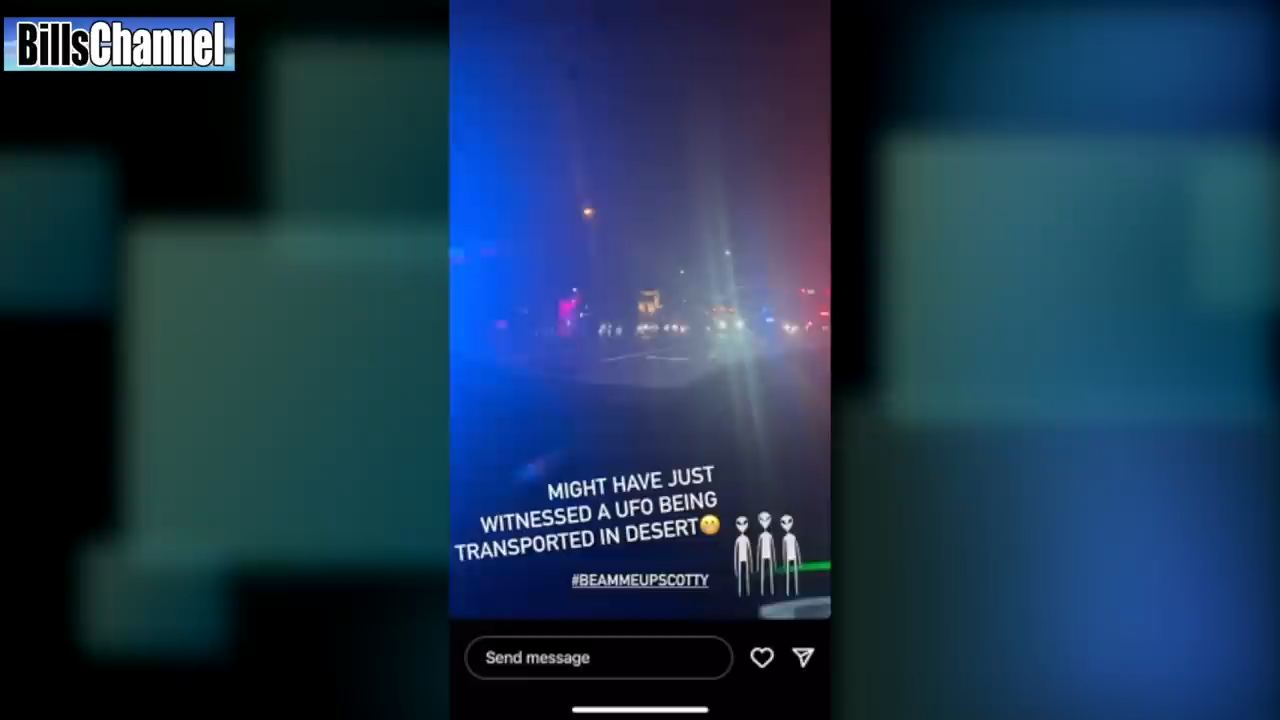 BillsChannel
MIGHT HAVE JUST
WITNESSED A UFO BEING
TRANSPORTED IN DESERT😬
#BEAMMEUPSCOTTY
Send message